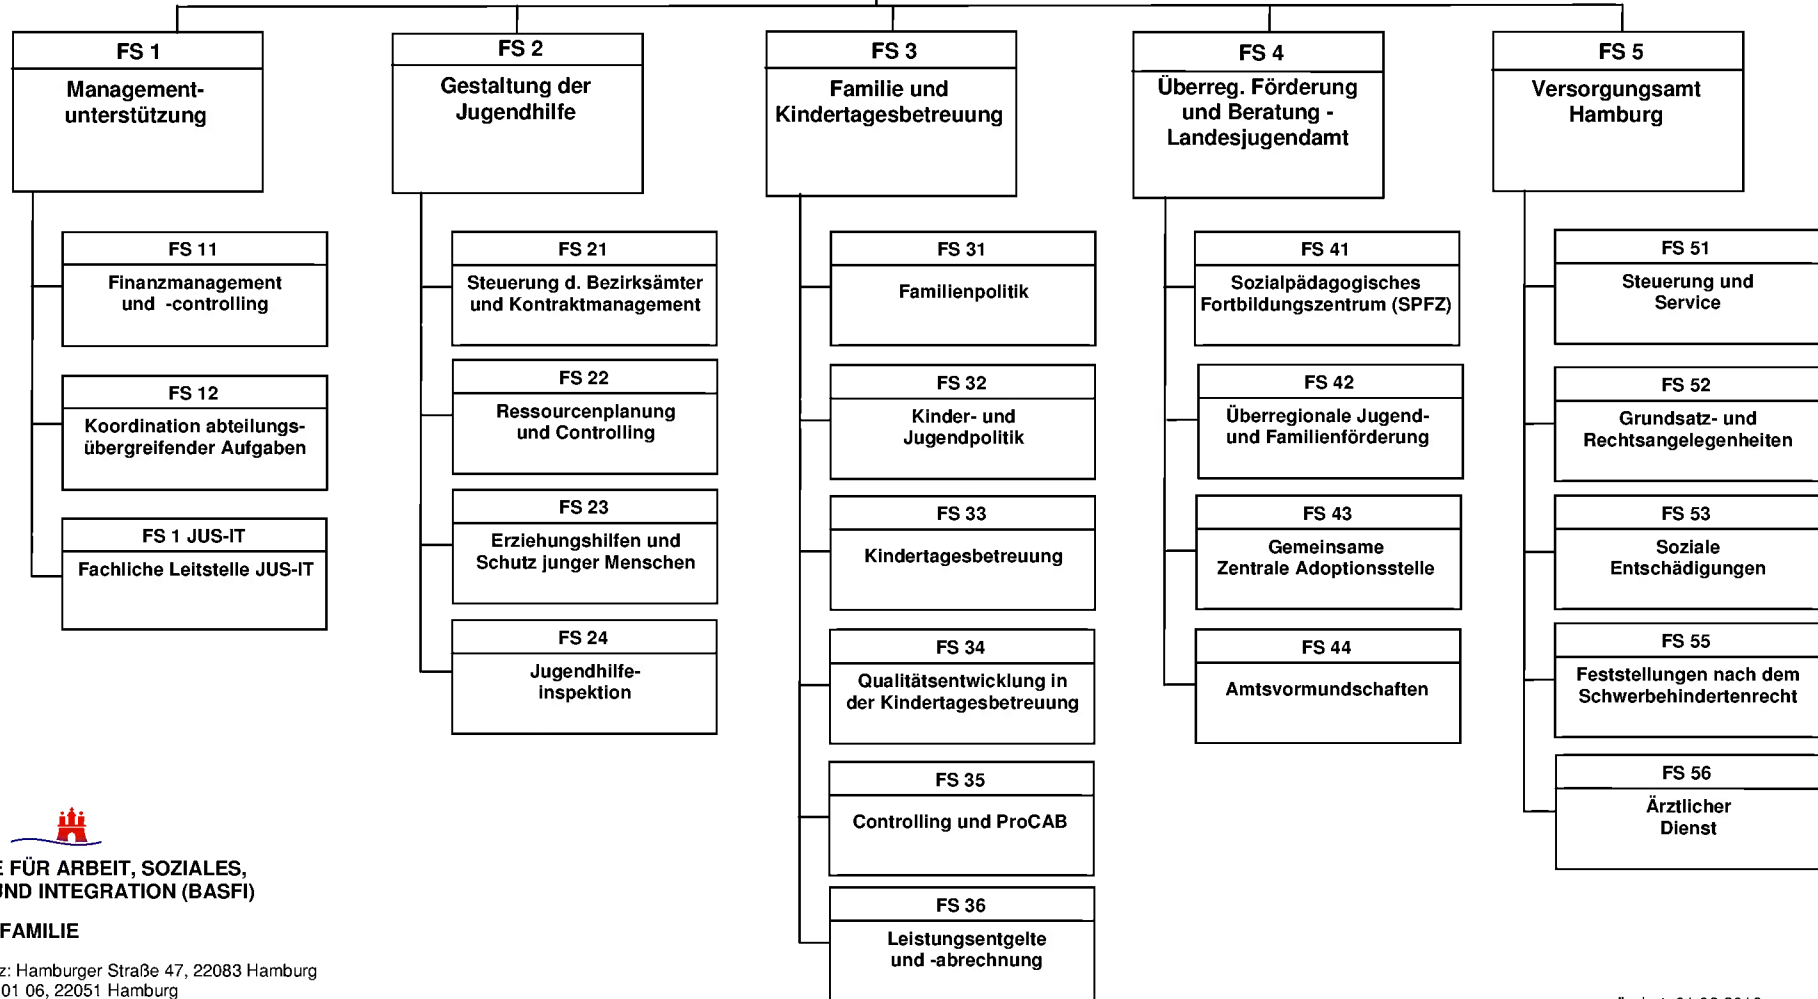 FS 1
Management-
unterstützung
FS 11
Finanzmanagement
und -controlling
FS 12
Koordination abteilungs-
übergreifender Aufgaben
FS 1 JUS-IT
Fachliche Leitstelle JUS-IT
FS 2
Gestaltung der
Jugendhilfe
FS 21
Steuerung d. Bezirksämter
und Kontraktmanagement
FS 22
Ressourcenplanung
und Controlling
FS 23
Erziehungshilfen und
Schutz junger Menschen
FS 24
Jugendhilfe-
inspektion
FS 3
Familie und
Kindertagesbetreuung
FS 31
Familienpolitik
FS 32
Kinder- und
Jugendpolitik
FS 33
Kindertagesbetreuung
FS 34
Qualitätsentwicklung in
der Kindertagesbetreuung
FS 35
Controlling und ProCAB
FS 36
Leistungsentgelte
und -abrechnung
FS 4
Überreg. Förderung
und Beratung -
Landesjugendamt
FS 41
Sozialpädagogisches
Fortbildungszentrum (SPFZ)
FS 42
Überregionale Jugend-
und Familienförderung
FS 43
Gemeinsame
Zentrale Adoptionsstelle
FS 44
Amtsvormundschaften
FS 5
Versorgungsamt
Hamburg
FS 51
Steuerung und
Service
FS 52
Grundsatz- und
Rechtsangelegenheiten
FS 53
Soziale
Entschädigungen
FS 55
Feststellungen nach dem
Schwerbehindertenrecht
FS 56
Ärztlicher
Dienst
E FÜR ARBEIT, SOZIALES,
UND INTEGRATION (BASFI)
FAMILIE
z: Hamburger Straße 47, 22083 Hamburg
01 06, 22051 Hamburg